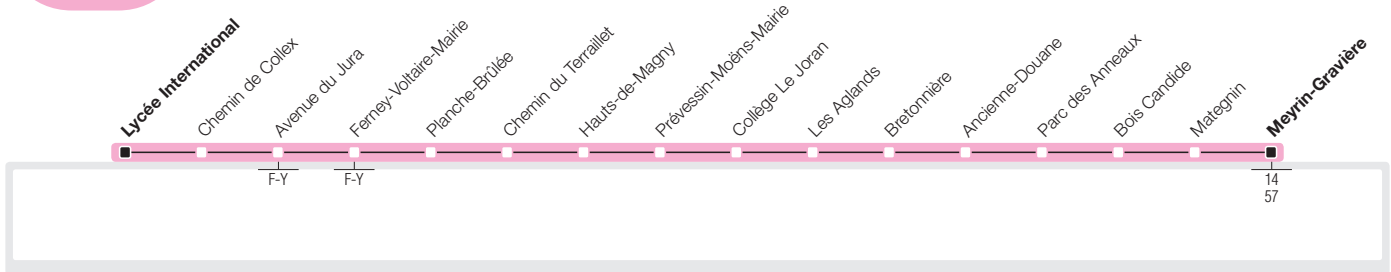 Lycée International
Chemin de Collex
Avenue du Jura
Ferney-Voltaire-Mairie
Planche-Brûlée
Chemin du Terraillet
Hauts-de-Magny
Prévessin-Moëns-Mairie
Collège Le Joran
Les Aglands
Bretonnière
Ancienne-Douane
Parc des Anneaux
Bois Candide
Mategnin
Meyrin-Gravière
F-Y
F-Y
14
57